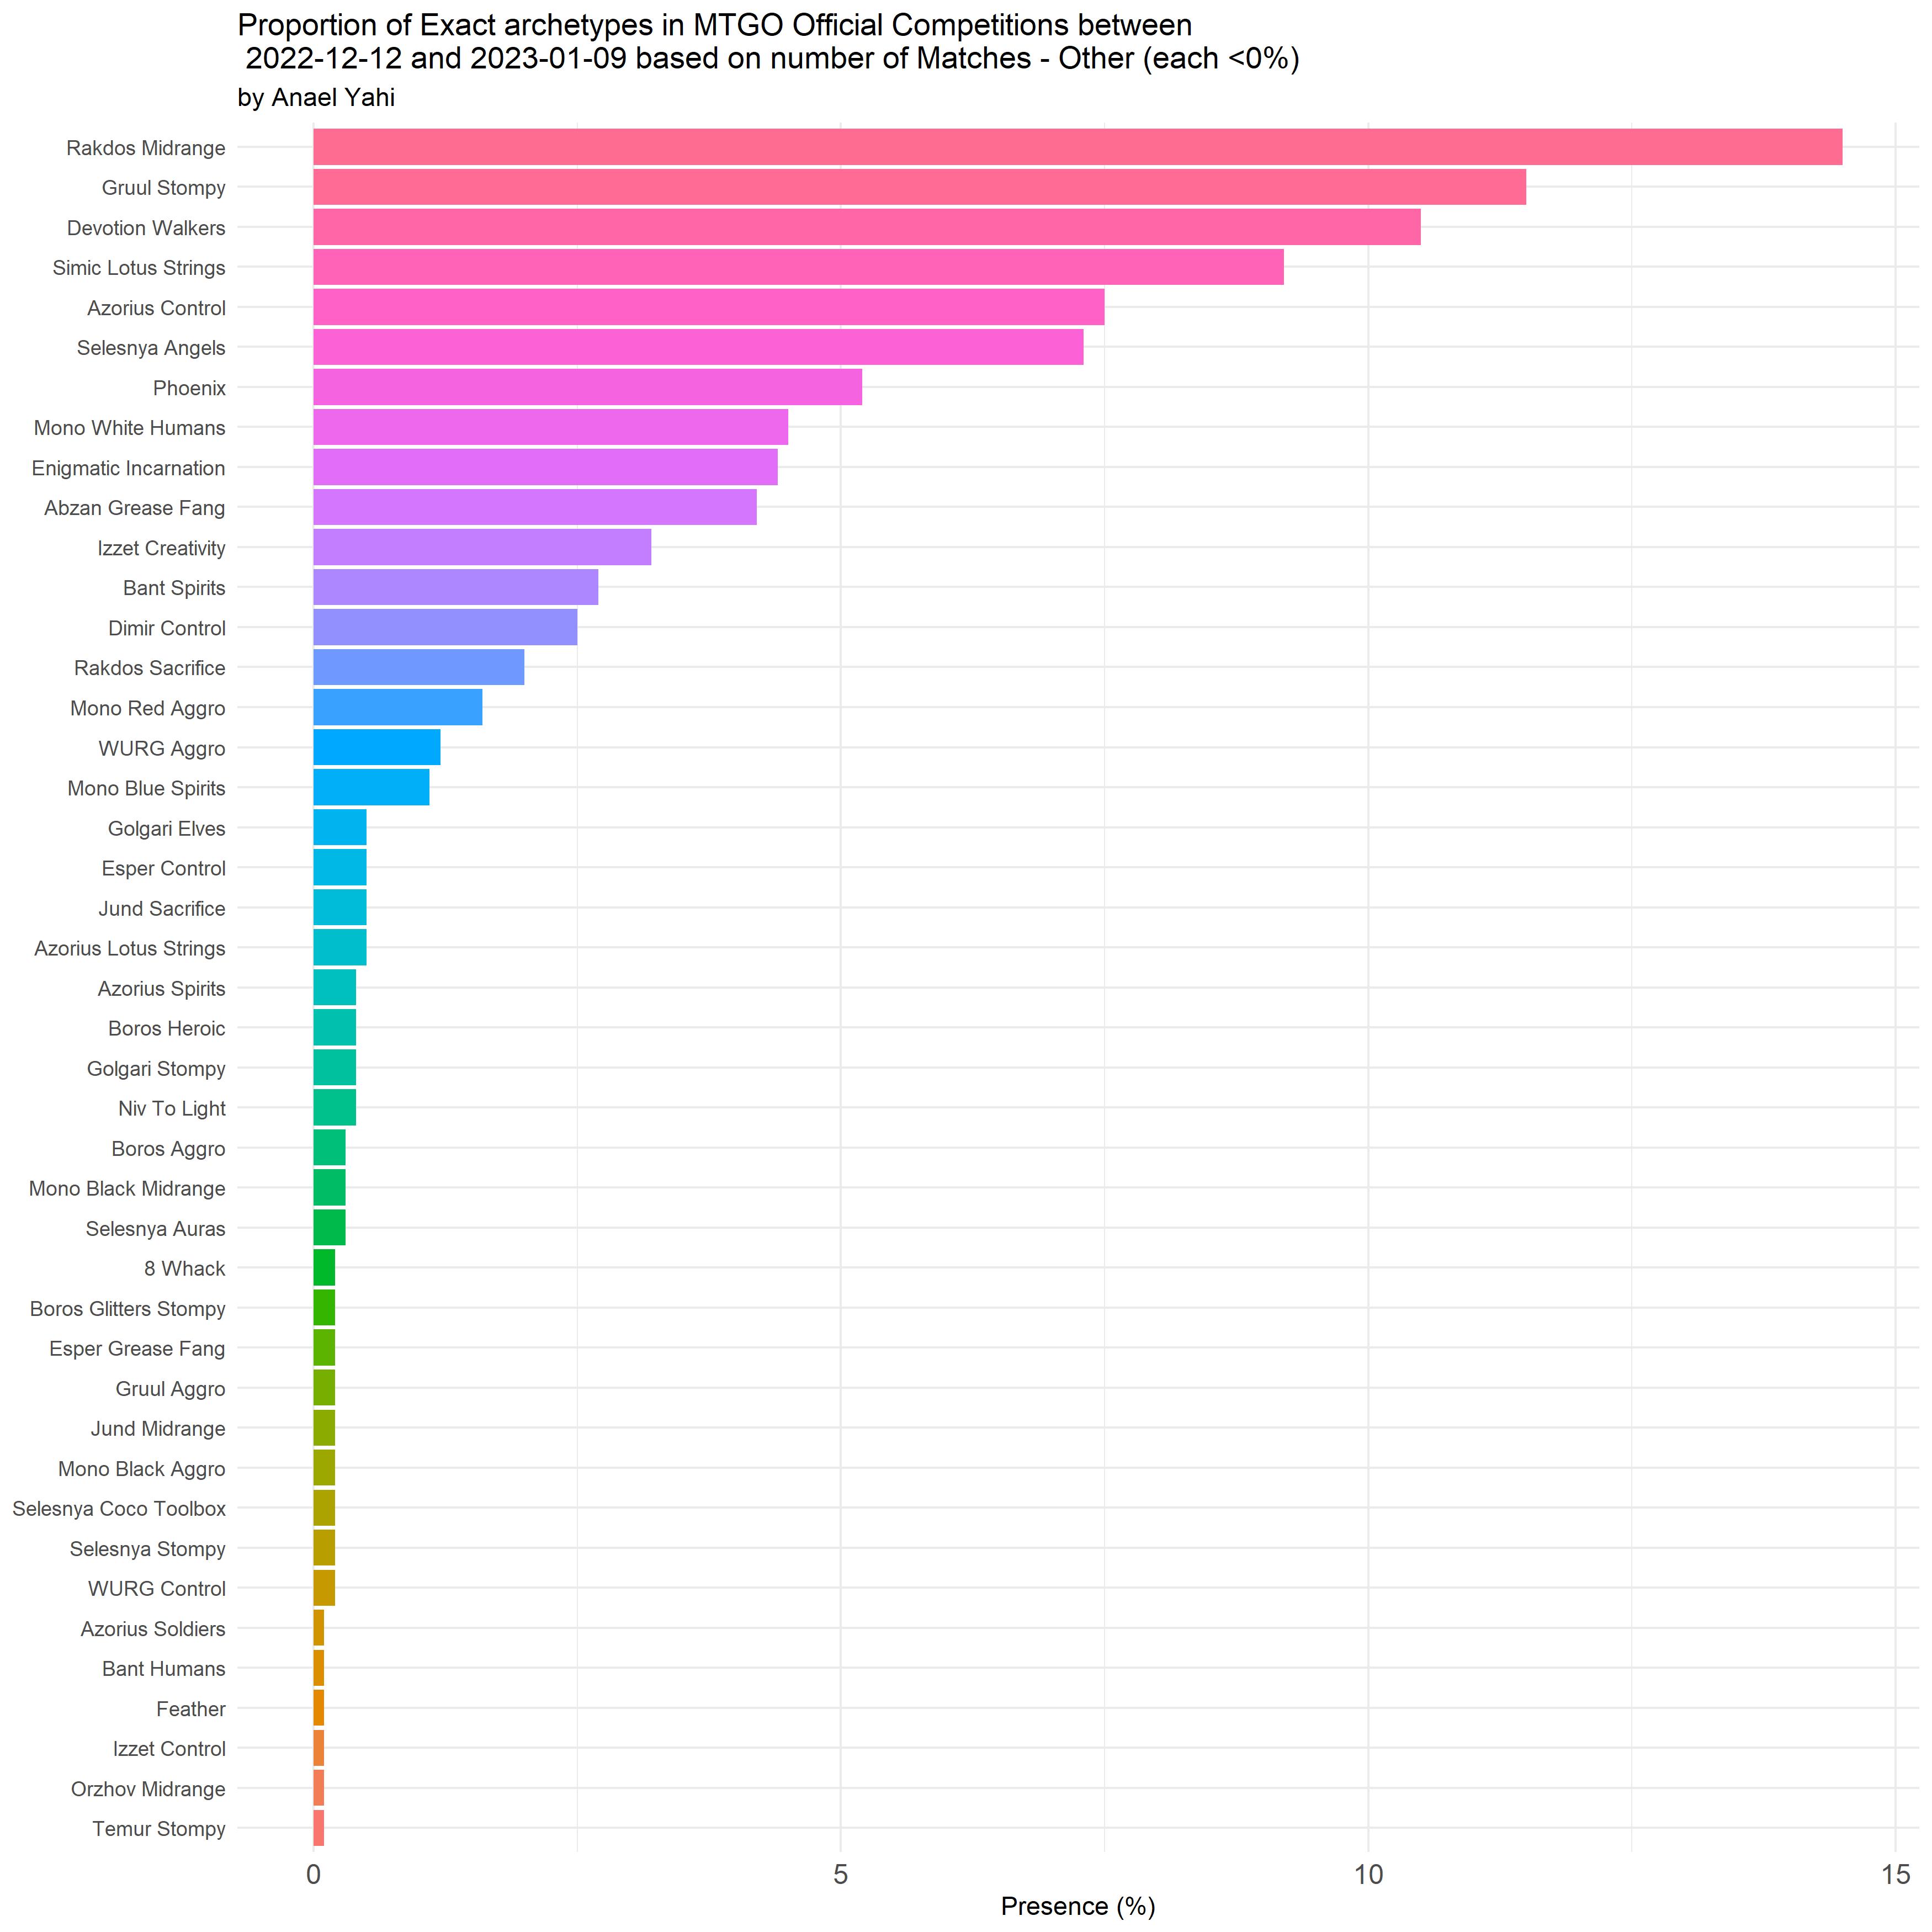 Proportion of Exact archetypes in MTGO Official Competitions between
2022-12-12 and 2023-01-09 based on number of Matches - Other (each <0%)
by Anael Yahi
Rakdos Midrange
Gruul Stompy
Devotion Walkers
Simic Lotus Strings
Azorius Control
Selesnya Angels
Phoenix
Mono White Humans
Enigmatic Incarnation
Abzan Grease Fang
Izzet Creativity
Bant Spirits
Dimir Control
Rakdos Sacrifice
Mono Red Aggro
WURG Aggro
Mono Blue Spirits
Golgari Elves
Esper Control
Jund Sacrifice
Azorius Lotus Strings
Azorius Spirits
Boros Heroic
Golgari Stompy
Niv To Light
Boros Aggro
Mono Black Midrange
Selesnya Auras
8 Whack
Boros Glitters Stompy
Esper Grease Fang
Gruul Aggro
Jund Midrange
Mono Black Aggro
Selesnya Coco Toolbox
Selesnya Stompy
WURG Control
Azorius Soldiers
Bant Humans
Feather
Izzet Control
Orzhov Midrange
Temur Stompy
0 5 10 15
Presence (%)